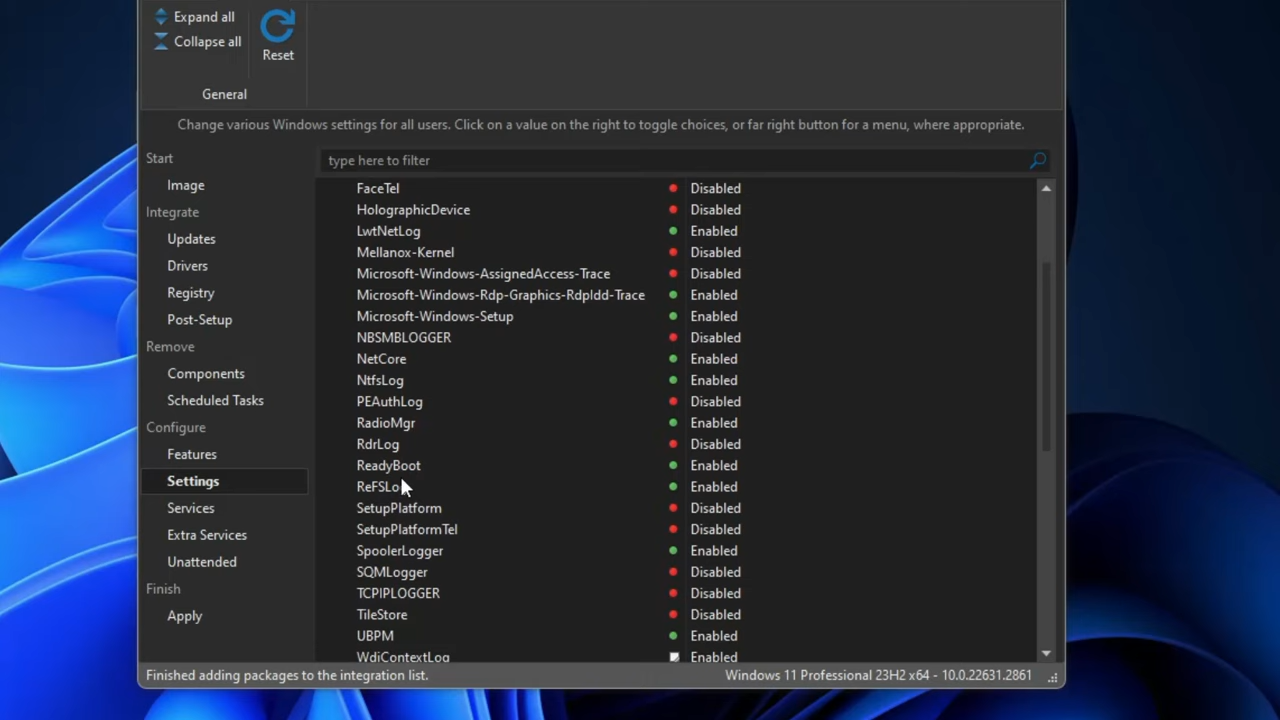 Expand all
Collapse all
Reset
General
Change various Windows settings for all users. Click on a value on the right to toggle choices, or far right button for a menu, where appropriate.
Start
Image
Integrate
Updates
Drivers
Registry
Post-Setup
Remove
Components
Scheduled Tasks
Configure
Features
Settings
Services
Extra Services
Unattended
Finish
Apply
type here to filter
FaceTel Disabled
HolographicDevice Disabled
LwtNetLog Enabled
Mellanox-Kernel Disabled
Microsoft-Windows-AssignedAccess-Trace Disabled
Microsoft-Windows-Rdp-Graphics-RdpIdd-Trace Enabled
Microsoft-Windows-Setup Enabled
NBSMBLOGGER Disabled
NetCore Enabled
NtfsLog Enabled
PEAuthLog Disabled
RadioMgr Enabled
RdrLog Disabled
ReadyBoot Enabled
Enabled
SetupPlatform Disabled
SetupPlatformTel Disabled
SpoolerLogger Enabled
SQMLogger Disabled
TCPIPLOGGER Disabled
TileStore Disabled
UBPM Enabled
WdiContextLog Enabled
Finished adding packages to the integration list.
Windows 11 Professional 23H2 x64 - 10.0.22631.2861